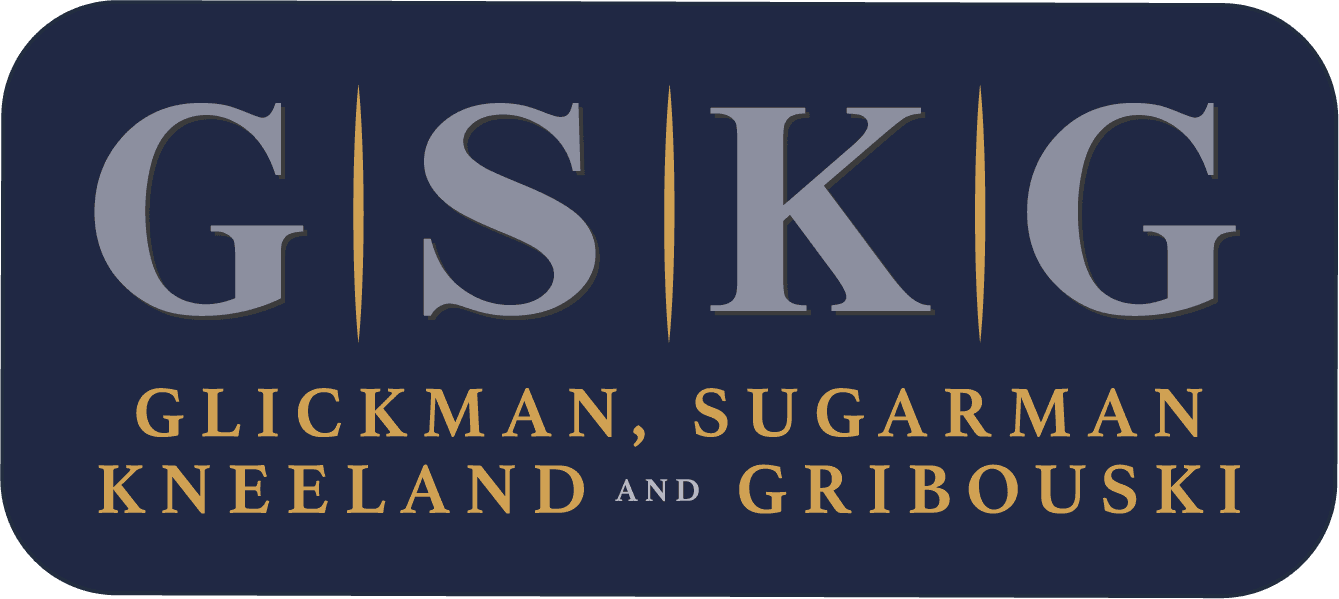 G|S|K|G
GLICKMAN, SUGARMAN
KNEELAND AND GRIBOUSKI